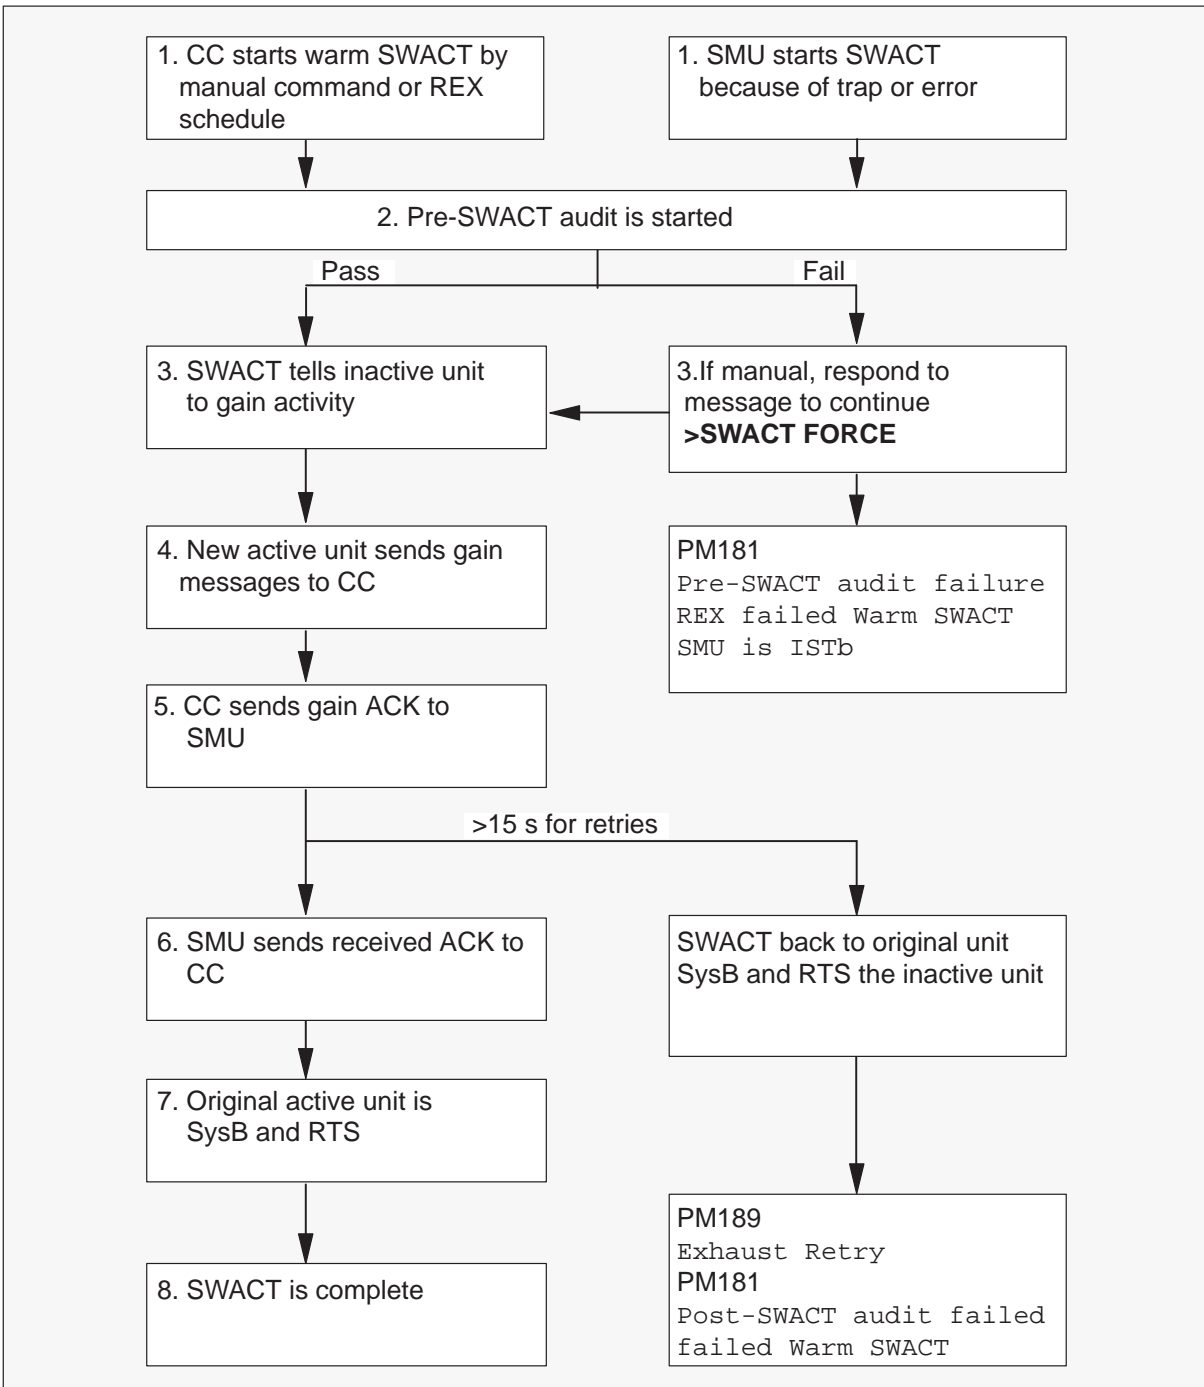 1. CC starts warm SWACT by
manual command or REX
schedule
1. SMU starts SWACT
because of trap or error
2. Pre-SWACT audit is started
Pass
Fail
3. SWACT tells inactive unit
to gain activity
3.If manual, respond to
message to continue
>SWACT FORCE
4. New active unit sends gain
messages to CC
PM181
Pre-SWACT audit failure
REX failed Warm SWACT
SMU is ISTb
5. CC sends gain ACK to
SMU
>15 s for retries
6. SMU sends received ACK to
CC
SWACT back to original unit
SysB and RTS the inactive unit
7. Original active unit is
SysB and RTS
PM189
Exhaust Retry
PM181
Post-SWACT audit failed
failed Warm SWACT
8. SWACT is complete